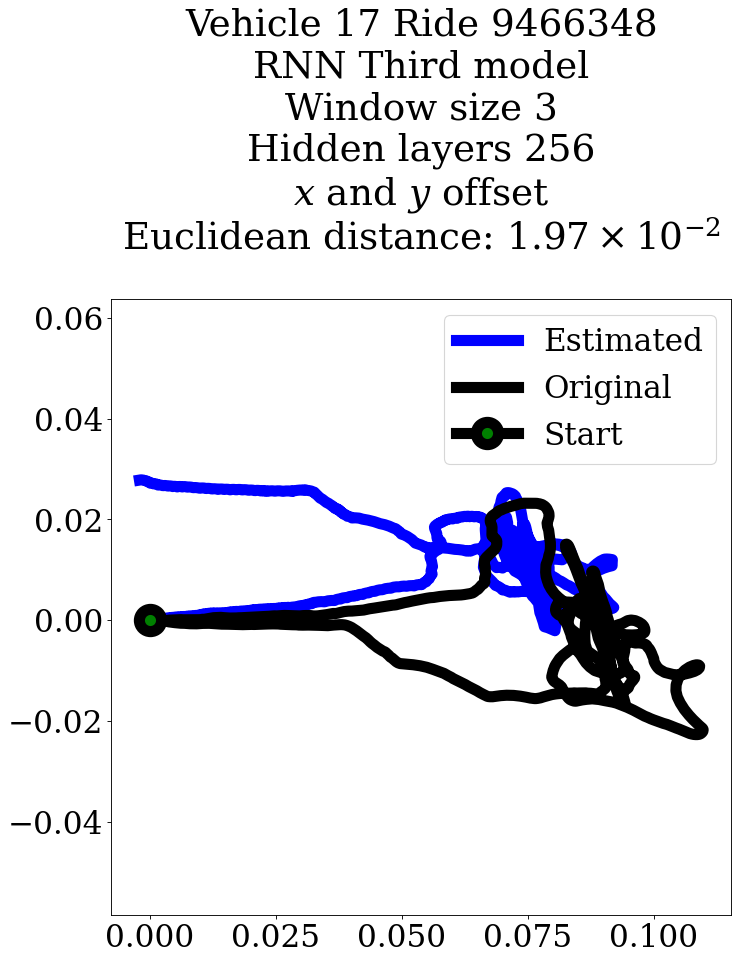 Vehicle 17 Ride 9466348
RNN Third model
Window size 3
Hidden layers 256
x and y offset
Euclidean distance: 1.97 × 10⁻²
Estimated
Original
Start
0.06
0.04
0.02
0.00
−0.02
−0.04
0.000 0.025 0.050 0.075 0.100